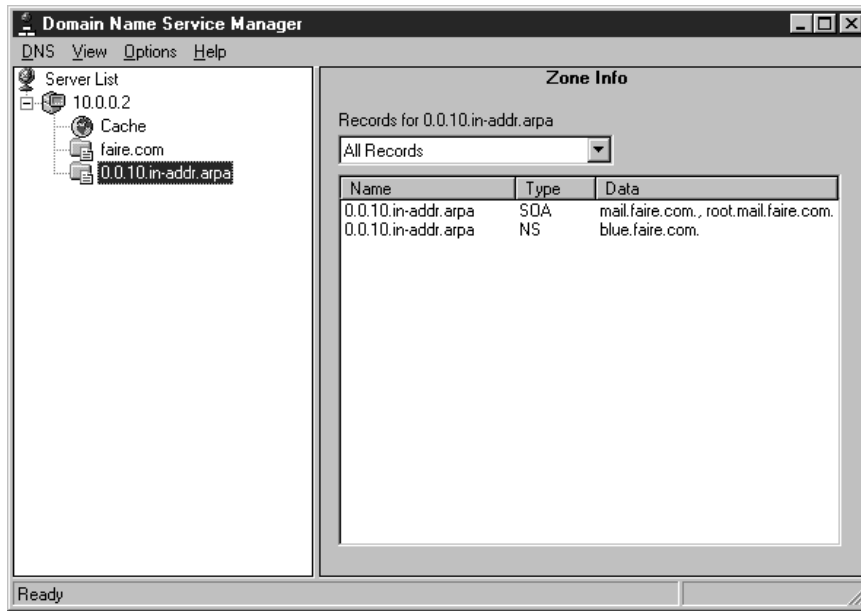 Domain Name Service Manager
DNS View Options Help
Server List
10.0.0.2
Cache
faire.com
0.0.10.in-addr.arpa
Zone Info
Records for 0.0.10.in-addr.arpa
All Records
Name Type Data
0.0.10.in-addr.arpa SOA mail.faire.com., root.mail.faire.com.
0.0.10.in-addr.arpa NS blue.faire.com.
Ready